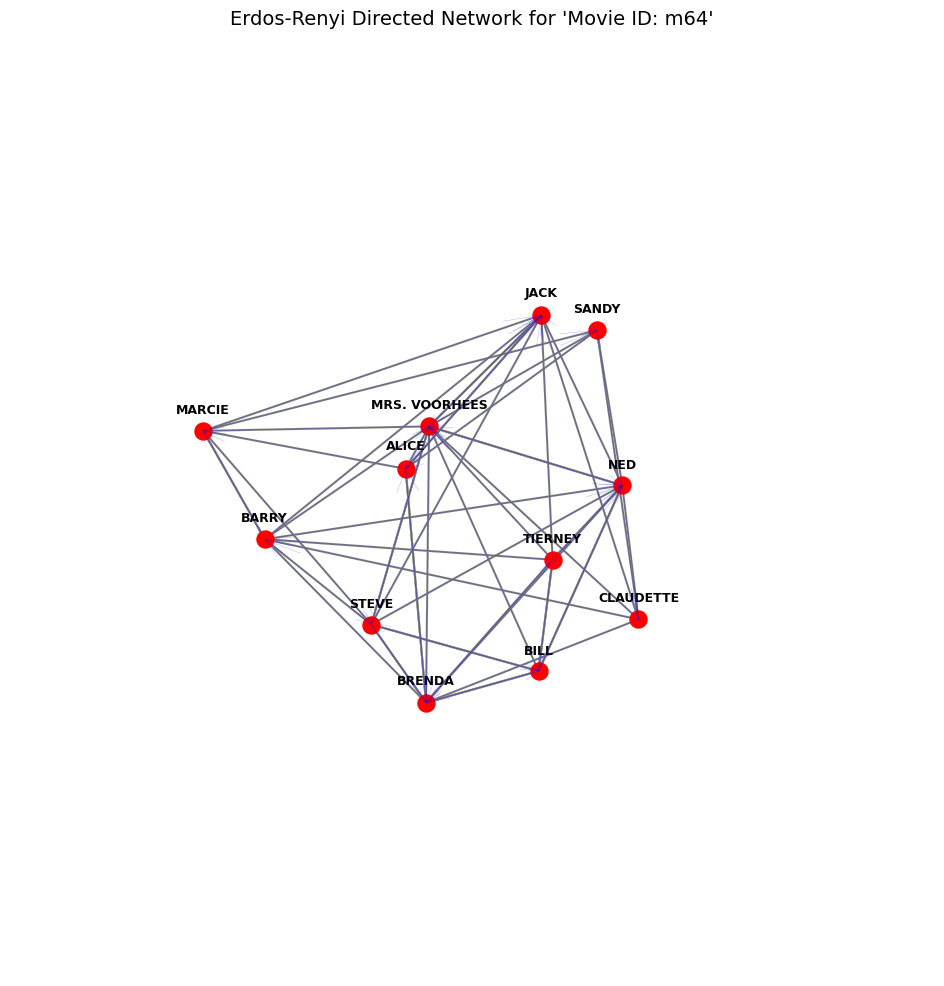 Erdos-Renyi Directed Network for 'Movie ID: m64'
JACK
SANDY
MRS. VOORHEES
MARCIE
ALICE
NED
BARRY
TIERNEY
CLAUDETTE
STEVE
BILL
BRENDA